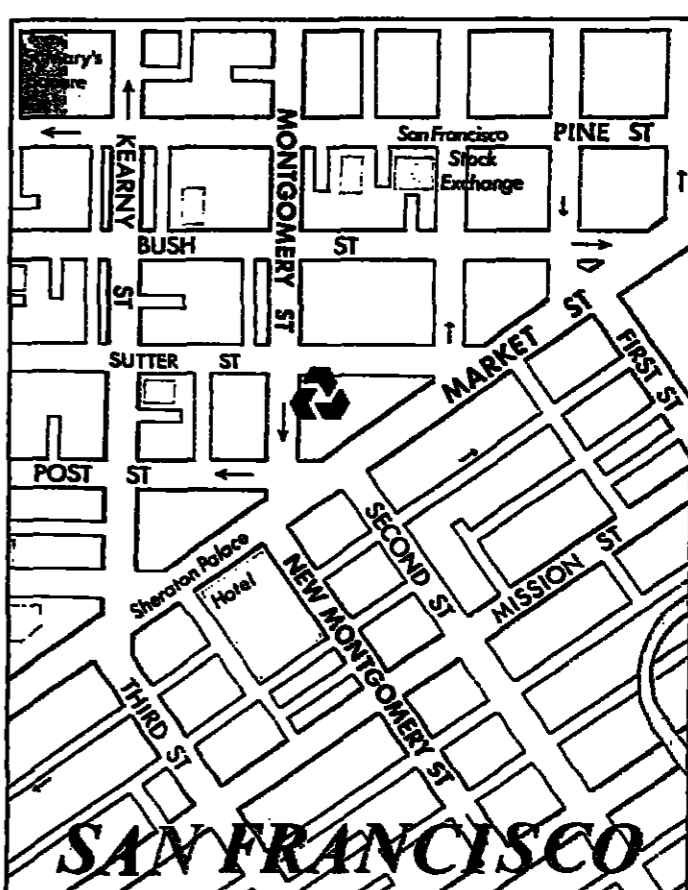 KEARNY ST
MONTGOMERY ST
San Francisco
Stock
Exchange
PINE ST
BUSH ST
SUTTER ST
MARKET ST
FIRST ST
POST ST
SECOND ST
MISSION ST
Sheraton Palace
Hotel
NEW MONTGOMERY ST
THIRD ST
SAN FRANCISCO